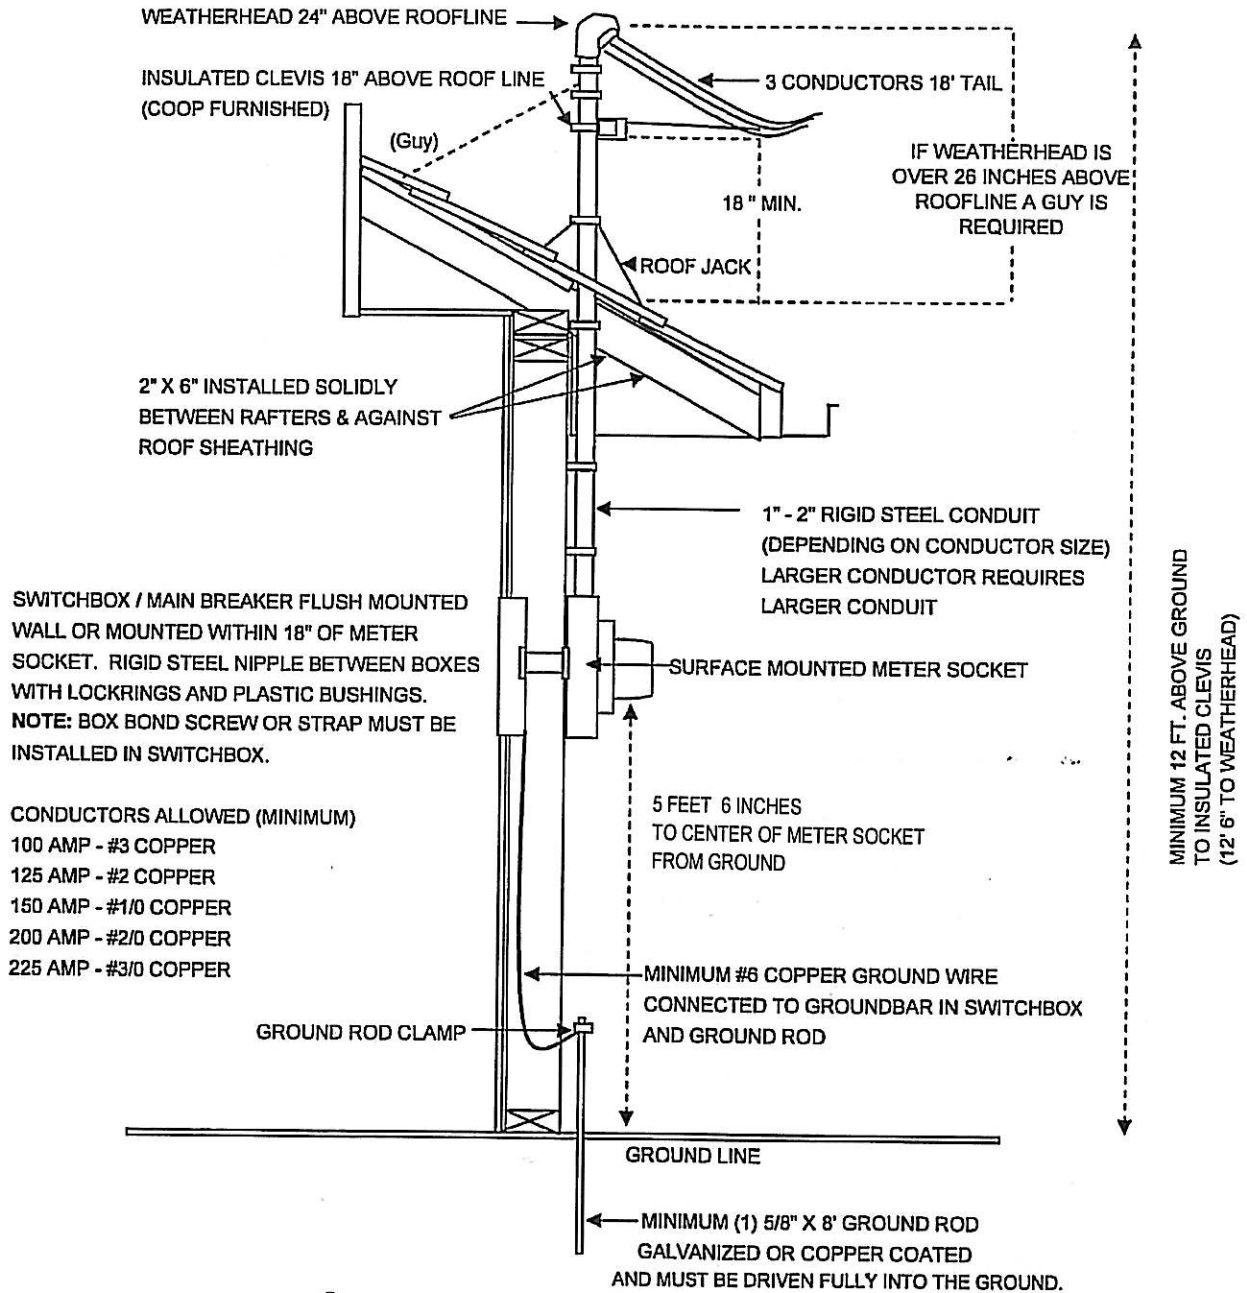 WEATHERHEAD 24" ABOVE ROOFLINE
INSULATED CLEVIS 18" ABOVE ROOF LINE
(COOP FURNISHED)
(Guy)
3 CONDUCTORS 18' TAIL
IF WEATHERHEAD IS
OVER 26 INCHES ABOVE
ROOFLINE A GUY IS
REQUIRED
18" MIN.
ROOF JACK
2" X 6" INSTALLED SOLIDLY
BETWEEN RAFTERS & AGAINST
ROOF SHEATHING
1" - 2" RIGID STEEL CONDUIT
(DEPENDING ON CONDUCTOR SIZE)
LARGER CONDUCTOR REQUIRES
LARGER CONDUIT
SWITCHBOX / MAIN BREAKER FLUSH MOUNTED
WALL OR MOUNTED WITHIN 18" OF METER
SOCKET. RIGID STEEL NIPPLE BETWEEN BOXES
WITH LOCKRINGS AND PLASTIC BUSHINGS.
NOTE: BOX BOND SCREW OR STRAP MUST BE
INSTALLED IN SWITCHBOX.
SURFACE MOUNTED METER SOCKET
MINIMUM 12 FT. ABOVE GROUND
TO INSULATED CLEVIS
(12' 6" TO WEATHERHEAD)
CONDUCTORS ALLOWED (MINIMUM)
100 AMP - #3 COPPER
125 AMP - #2 COPPER
150 AMP - #1/0 COPPER
200 AMP - #2/0 COPPER
225 AMP - #3/0 COPPER
5 FEET 6 INCHES
TO CENTER OF METER SOCKET
FROM GROUND
MINIMUM #6 COPPER GROUND WIRE
CONNECTED TO GROUNDBAR IN SWITCHBOX
AND GROUND ROD
GROUND ROD CLAMP
GROUND LINE
MINIMUM (1) 5/8" X 8' GROUND ROD
GALVANIZED OR COPPER COATED
AND MUST BE DRIVEN FULLY INTO THE GROUND.